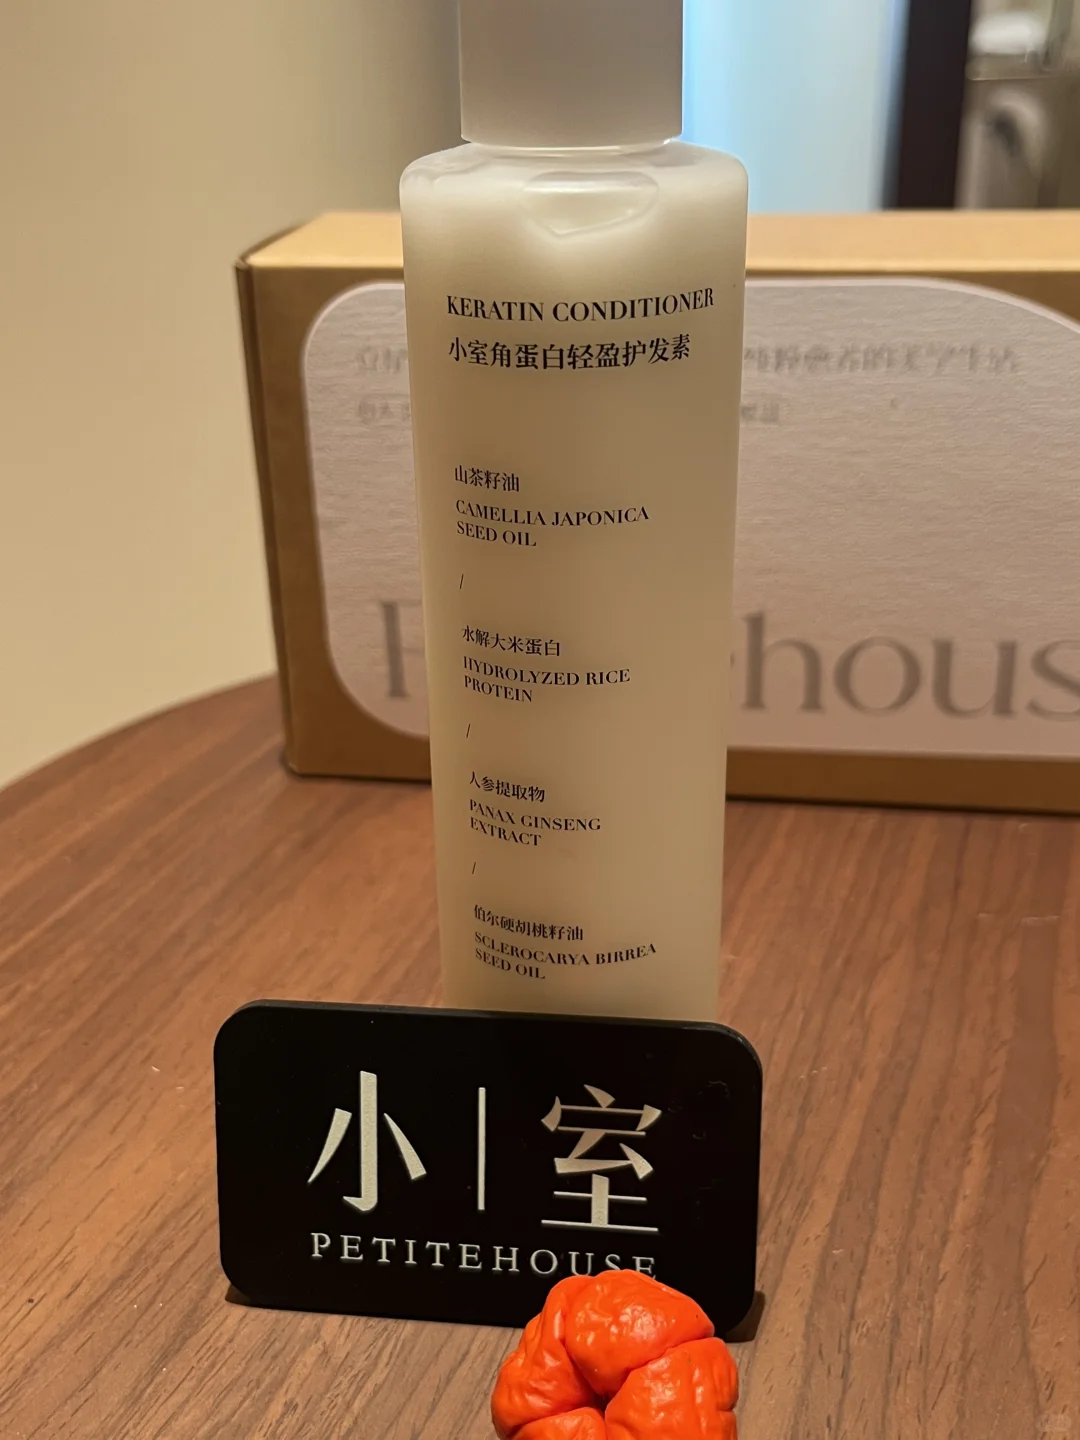 KERATIN CONDITIONER
小室角蛋白轻盈护发素
山茶籽油
CAMELLIA JAPONICA
SEED OIL
/
水解大米蛋白
HYDROLYZED RICE
PROTEIN
/
人参提取物
PANAX GINSENG
EXTRACT
/
伯尔硬胡桃籽油
SCLEROCARYA BIRREA
SEED OIL
hous
小|室
PETITEHOUSE